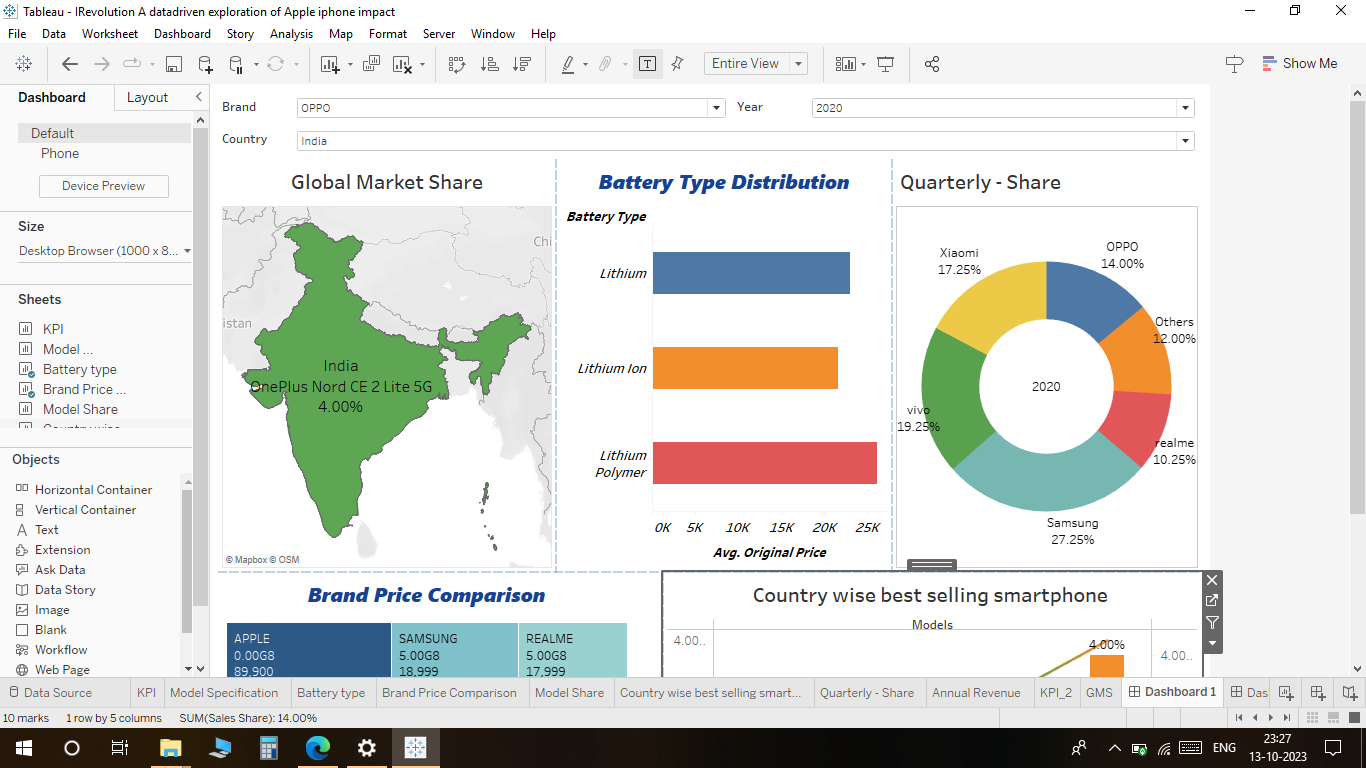 Tableau - IRevolution A datadriven exploration of Apple iphone impact
File Data Worksheet Dashboard Story Analysis Map Format Server Window Help
Entire View
Show Me
Dashboard Layout
Default
Phone
Device Preview
Size
Desktop Browser (1000 x 8...
Sheets
KPI
Model ...
Battery type
Brand Price ...
Model Share
Objects
Horizontal Container
Vertical Container
Text
Extension
Ask Data
Data Story
Image
Blank
Workflow
Web Page
Brand OPPO Year 2020
Country India
Global Market Share
Chi
istan
India
OnePlus Nord CE 2 Lite 5G
4.00%
© Mapbox © OSM
Battery Type Distribution
Battery Type
Lithium
Lithium Ion
Lithium
Polymer
0K 5K 10K 15K 20K 25K
Avg. Original Price
Quarterly - Share
Xiaomi
17.25%
OPPO
14.00%
Others
12.00%
2020
vivo
19.25%
realme
10.25%
Samsung
27.25%
Brand Price Comparison
APPLE
0.00G8
89,900
SAMSUNG
5.00G8
18,999
REALME
5.00G8
17,999
Country wise best selling smartphone
Models
4.00..
4.00%
4.00..
Data Source KPI Model Specification Battery type Brand Price Comparison Model Share Country wise best selling smart... Quarterly - Share Annual Revenue KPI_2 GMS Dashboard 1 Das
10 marks 1 row by 5 columns SUM(Sales Share): 14.00%
ENG
23:27
13-10-2023